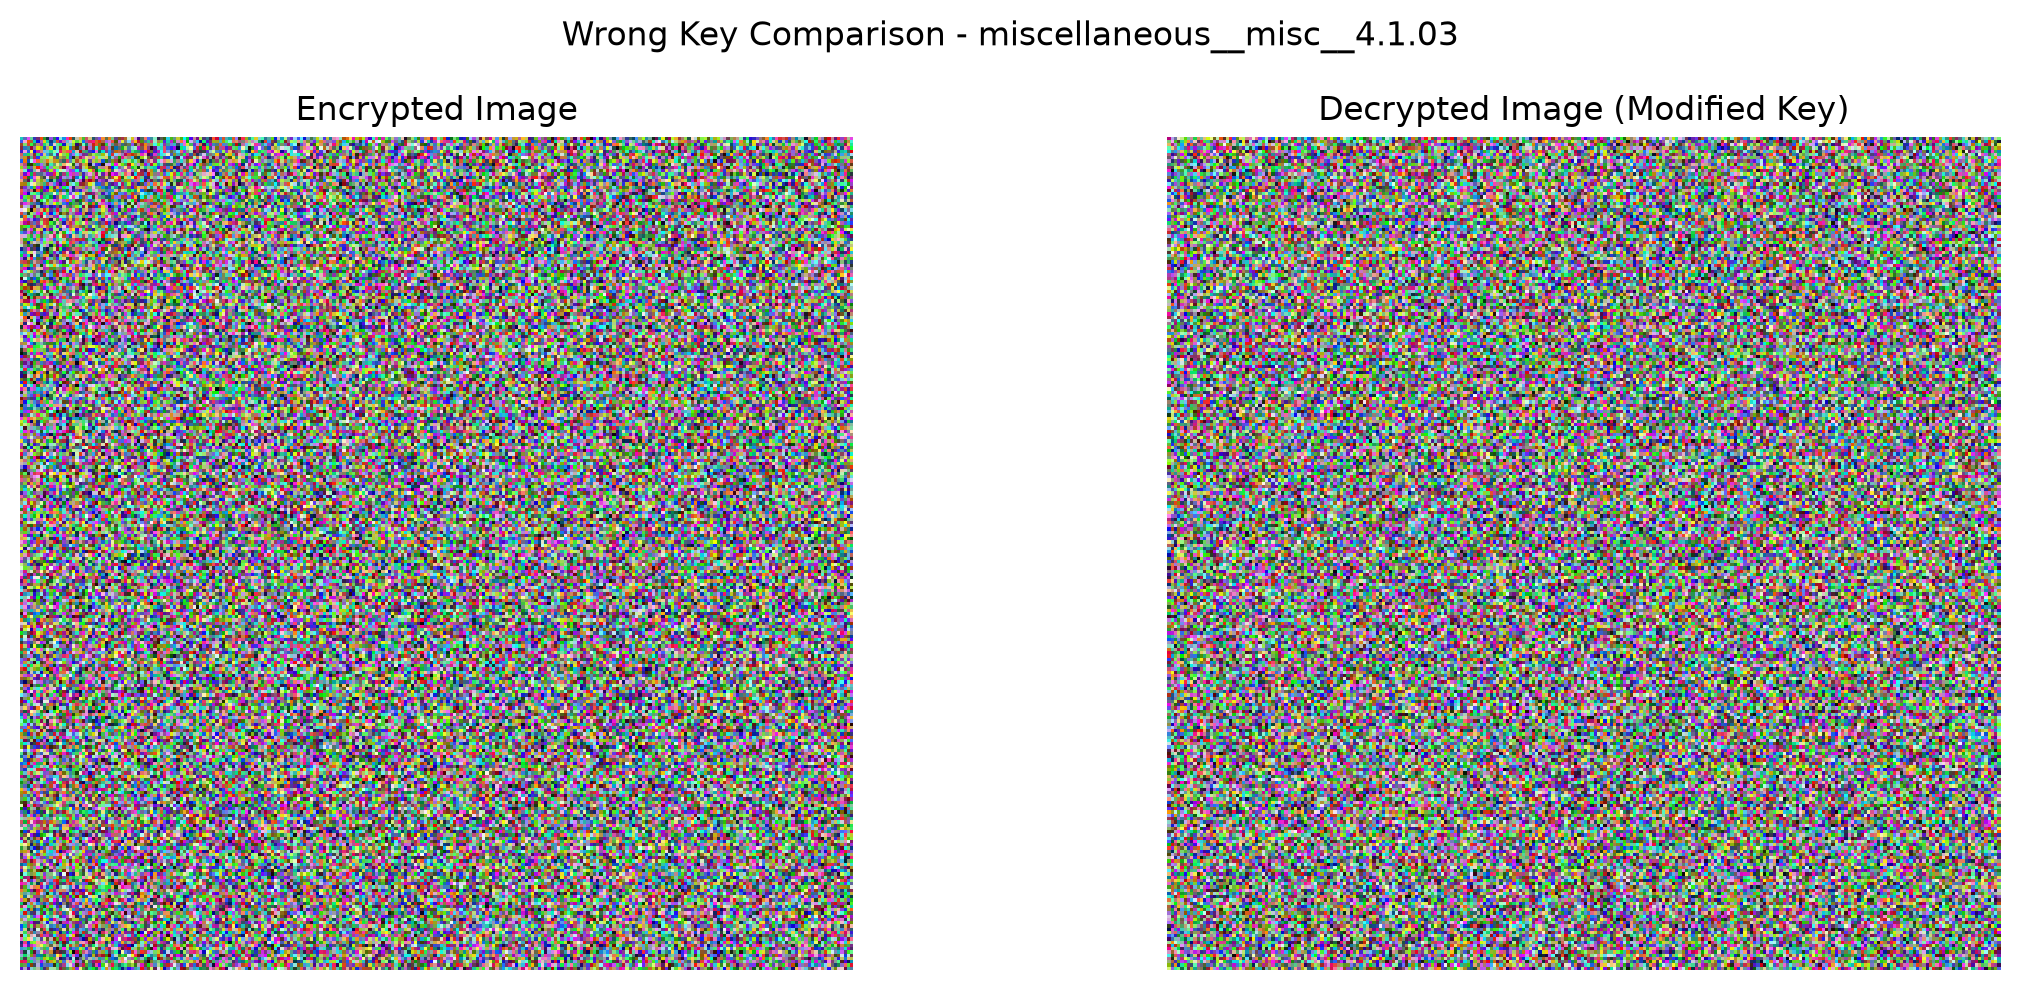 Wrong Key Comparison - miscellaneous__misc__4.1.03
Encrypted Image
Decrypted Image (Modified Key)